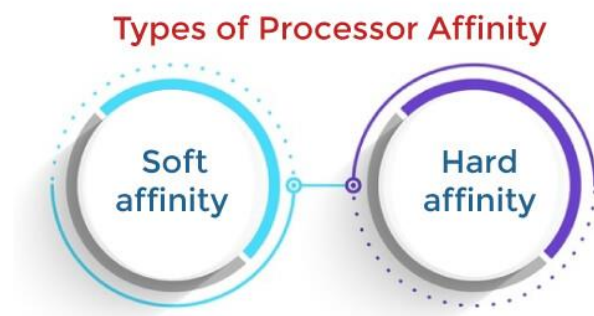 Types of Processor Affinity
Soft
affinity
Hard
affinity